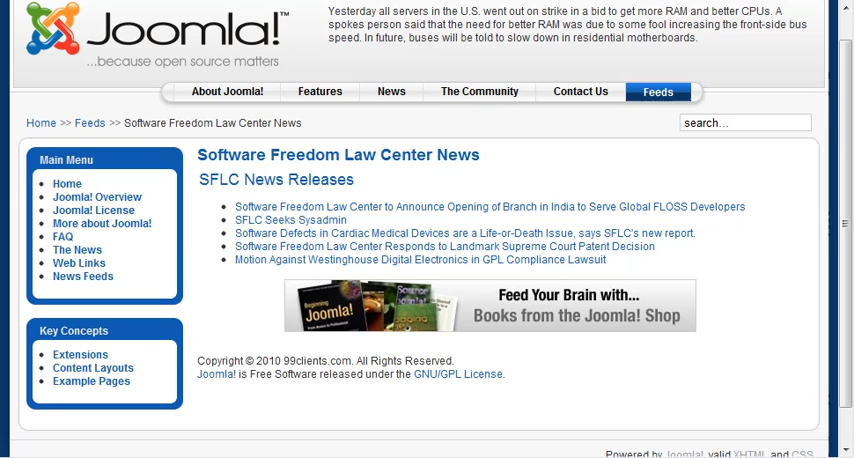 Joomla!™
...because open source matters
Yesterday all servers in the U.S. went out on strike in a bid to get more RAM and better CPUs. A
spokes person said that the need for better RAM was due to some fool increasing the front-side bus
speed. In future, buses will be told to slow down in residential motherboards.
About Joomla!
Features
News
The Community
Contact Us
Feeds
Home >> Feeds >> Software Freedom Law Center News
search...
Main Menu
Home
Joomla! Overview
Joomla! License
More about Joomla!
FAQ
The News
Web Links
News Feeds
Key Concepts
Extensions
Content Layouts
Example Pages
Software Freedom Law Center News
SFLC News Releases
Software Freedom Law Center to Announce Opening of Branch in India to Serve Global FLOSS Developers
SFLC Seeks Sysadmin
Software Defects in Cardiac Medical Devices are a Life-or-Death Issue, says SFLC's new report.
Software Freedom Law Center Responds to Landmark Supreme Court Patent Decision
Motion Against Westinghouse Digital Electronics in GPL Compliance Lawsuit
Beginning
Joomla!
Feed Your Brain with...
Books from the Joomla! Shop
Copyright © 2010 99clients.com. All Rights Reserved.
Joomla! is Free Software released under the GNU/GPL License.
Powered by Joomla!. valid XHTML and CSS.